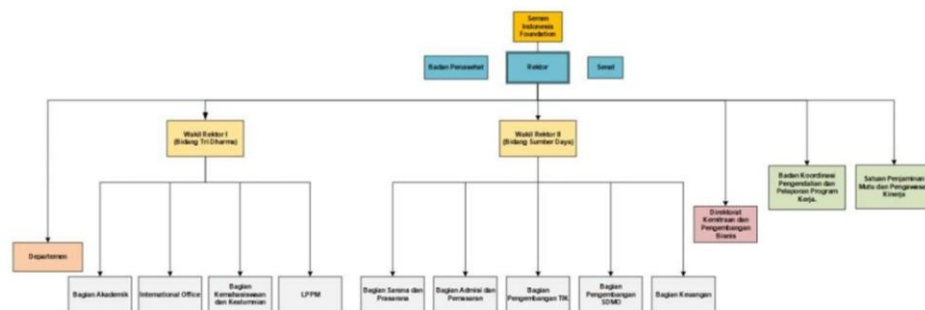 Semen
Indonesia
Foundation
Badan Penasehat
Rektor
Senat
Wakil Rektor I
(Bidang Tri Dharma)
Wakil Rektor II
(Bidang Sumber Daya)
Badan Koordinasi
Pengendalian dan
Pelaporan Program
Kerja.
Satuan Penjaminan
Mutu dan Pengawasan
Kinerja
Direktorat
Kemitraan dan
Pengembangan
Bisnis
Departemen
Bagian Akademik
International Office
Bagian
Kemahasiswaan
dan Kealumnian
LPPM
Bagian Sarana dan
Prasarana
Bagian Admisi dan
Pemasaran
Bagian
Pengembangan TIK
Bagian
Pengembangan
SDMO
Bagian Keuangan